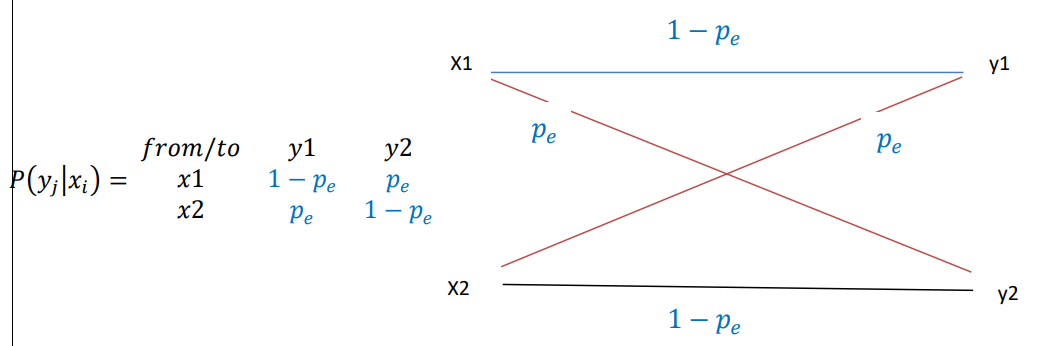 1 − pₑ
X1 y1
pₑ pₑ
from/to y1 y2
P(yⱼ|xᵢ) = x1 1 − pₑ pₑ
x2 pₑ 1 − pₑ
X2 y2
1 − pₑ